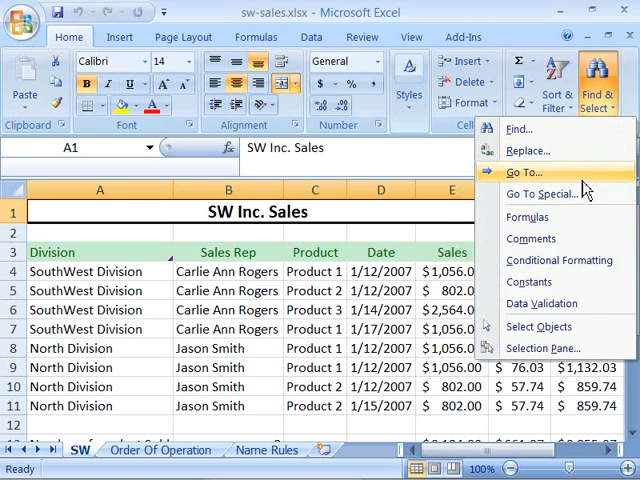 sw-sales.xlsx - Microsoft Excel
Home Insert Page Layout Formulas Data Review View Add-Ins
Paste
Clipboard
Calibri 14
B I U
Font
Alignment
General
$ % ,
Styles
Insert
Delete
Format
Cel
Σ
Sort & Filter
Find & Select
Find...
Replace...
Go To...
Go To Special...
Formulas
Comments
Conditional Formatting
Constants
Data Validation
Select Objects
Selection Pane...
A1 SW Inc. Sales
A B C D E
1 SW Inc. Sales
2
3 Division Sales Rep Product Date Sales
4 SouthWest Division Carlie Ann Rogers Product 1 1/12/2007 $1,056.0
5 SouthWest Division Carlie Ann Rogers Product 2 1/12/2007 $ 802.0
6 SouthWest Division Carlie Ann Rogers Product 3 1/14/2007 $2,564.0
7 SouthWest Division Carlie Ann Rogers Product 1 1/17/2007 $1,056.0
8 North Division Jason Smith Product 1 1/12/2007 $1,056.0
9 North Division Jason Smith Product 1 1/12/2007 $1,056.00 $ 76.03 $1,132.03
10 North Division Jason Smith Product 2 1/12/2007 $ 802.00 $ 57.74 $ 859.74
11 North Division Jason Smith Product 2 1/15/2007 $ 802.00 $ 57.74 $ 859.74
SW Order Of Operation Name Rules
Ready 100%